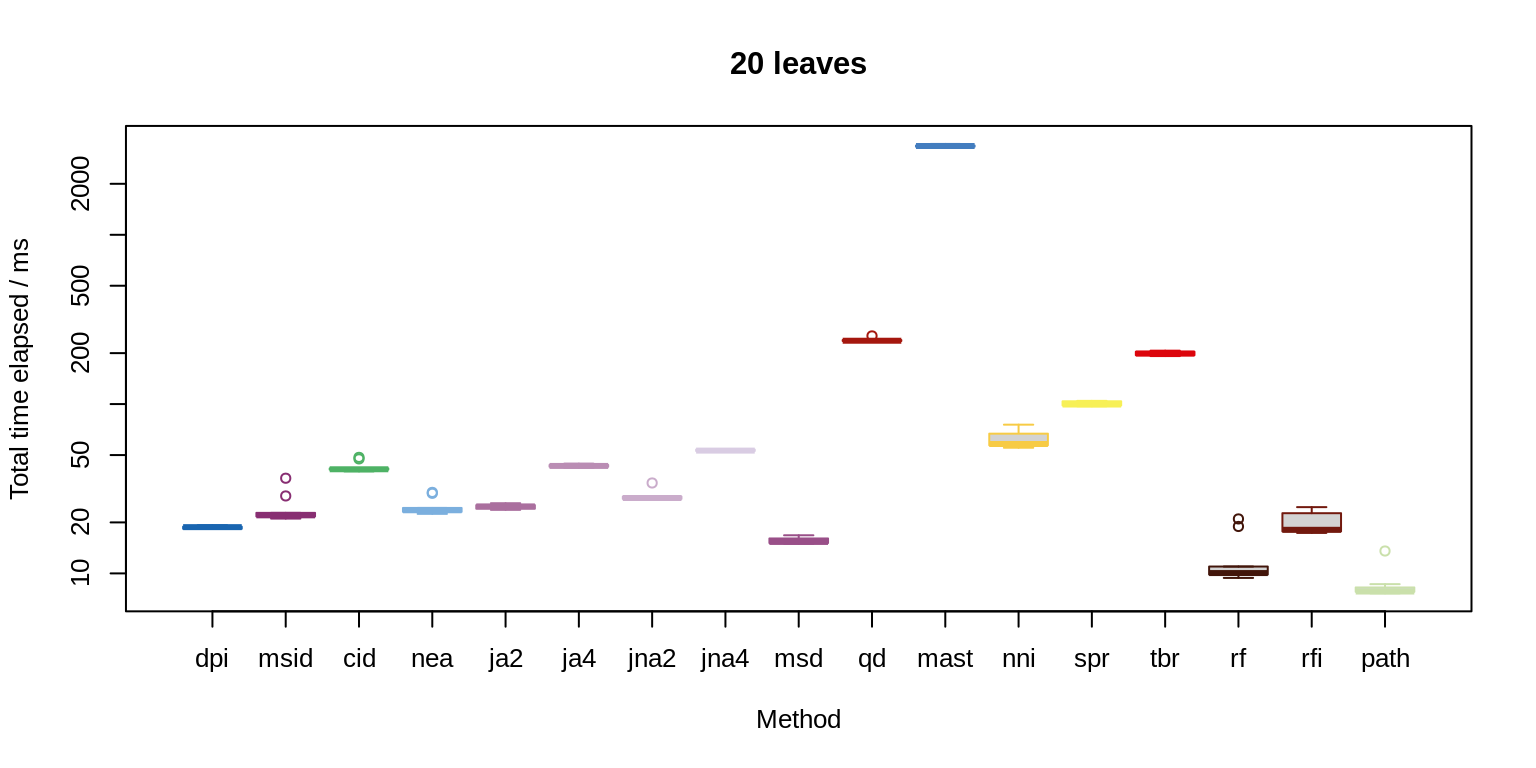 20 leaves
Total time elapsed / ms
2000
500
200
50
20
10
dpi msid cid nea ja2 ja4 jna2 jna4 msd qd mast nni spr tbr rf rfi path
Method